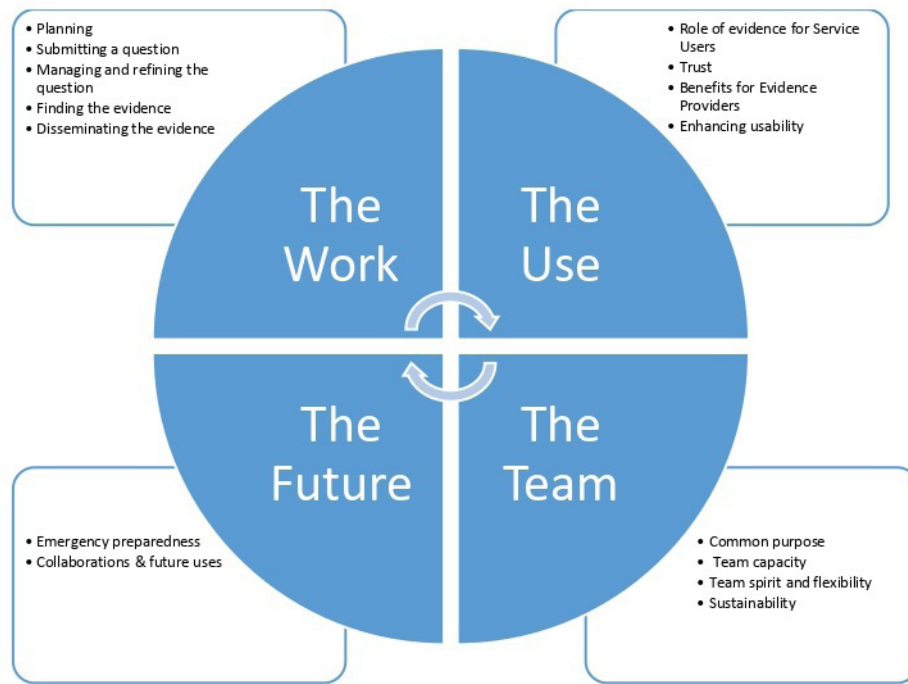 • Planning
• Submitting a question
• Managing and refining the
question
• Finding the evidence
• Disseminating the evidence
• Role of evidence for Service
Users
• Trust
• Benefits for Evidence
Providers
• Enhancing usability
The
Work
The
Use
The
Future
The
Team
• Emergency preparedness
• Collaborations & future uses
• Common purpose
• Team capacity
• Team spirit and flexibility
• Sustainability